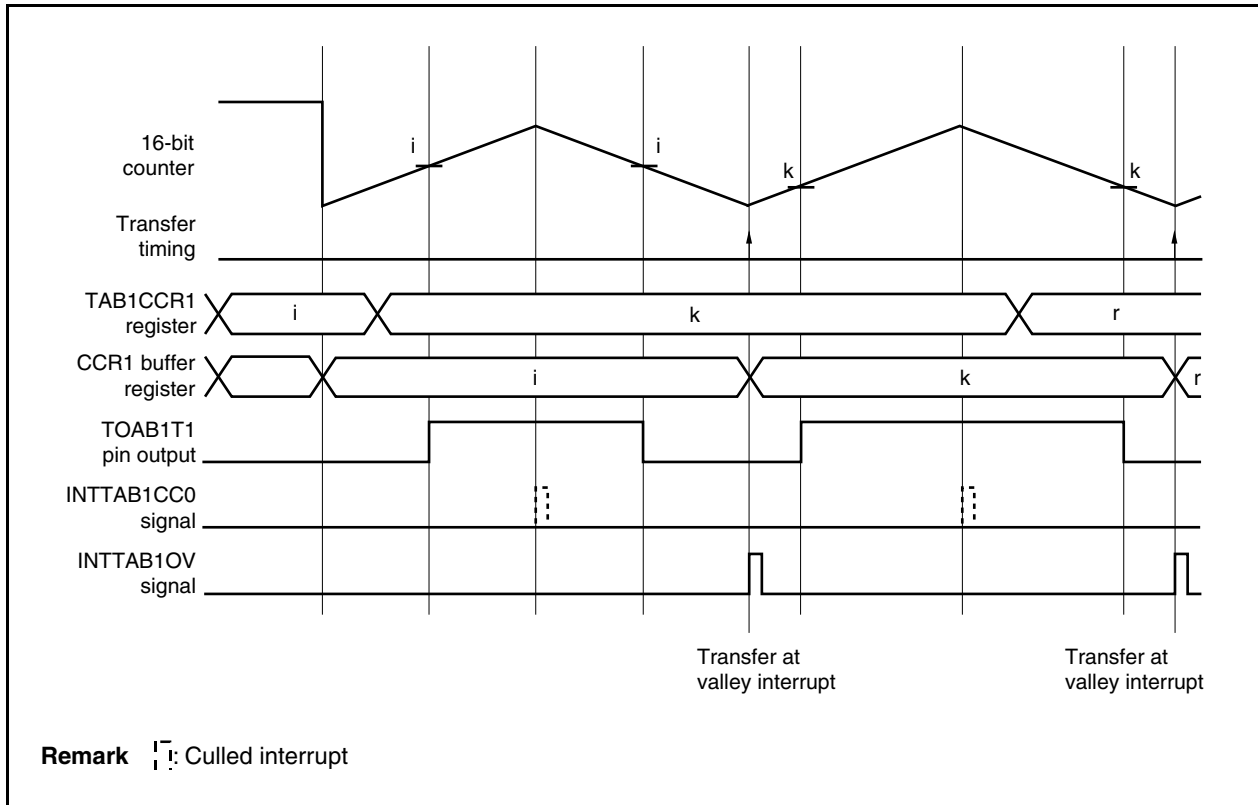 i
i
k
k
16-bit
counter
Transfer
timing
TAB1CCR1
register
i
k
r
CCR1 buffer
register
i
k
r
TOAB1T1
pin output
INTTAB1CC0
signal
INTTAB1OV
signal
Transfer at
valley interrupt
Transfer at
valley interrupt
Remark : Culled interrupt